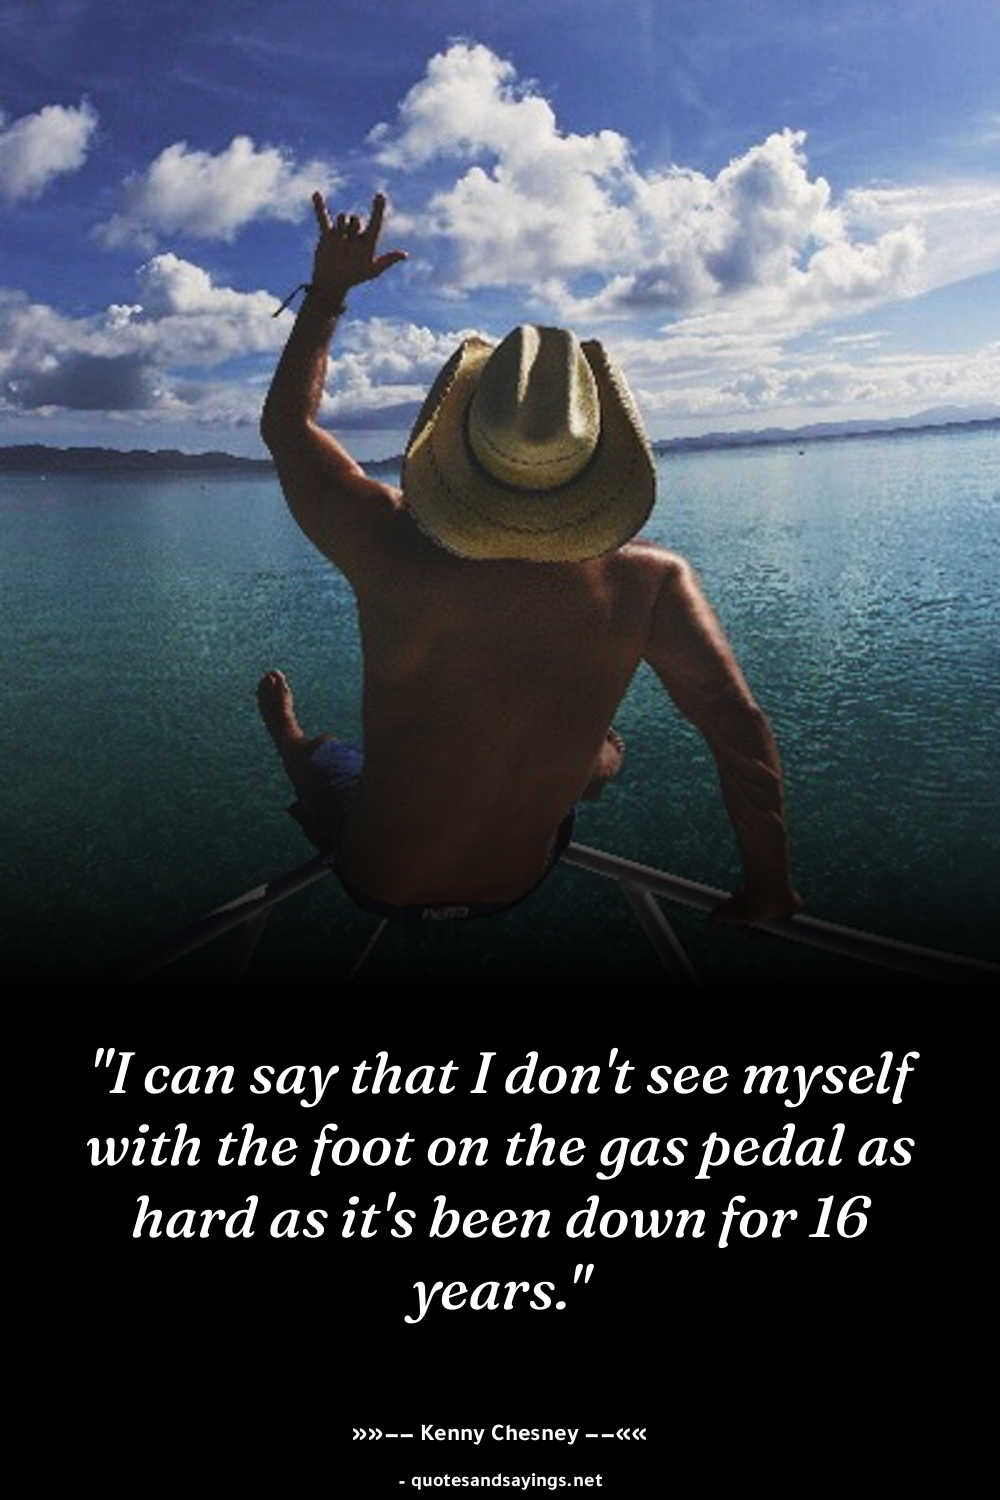 "I can say that I don't see myself
with the foot on the gas pedal as
hard as it's been down for 16
years."
»»−− Kenny Chesney −−««
- quotesandsayings.net